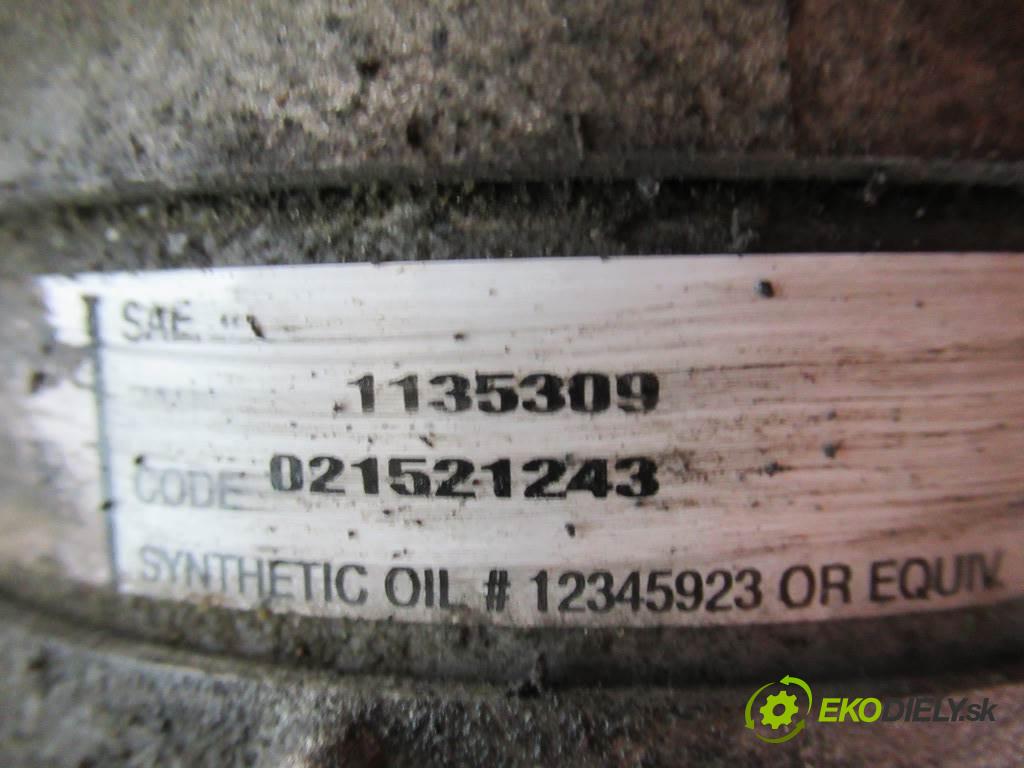 SAE
1135309
CODE 021521243
SYNTHETIC OIL # 12345923 OR EQUIV.
EKODIELY.sk